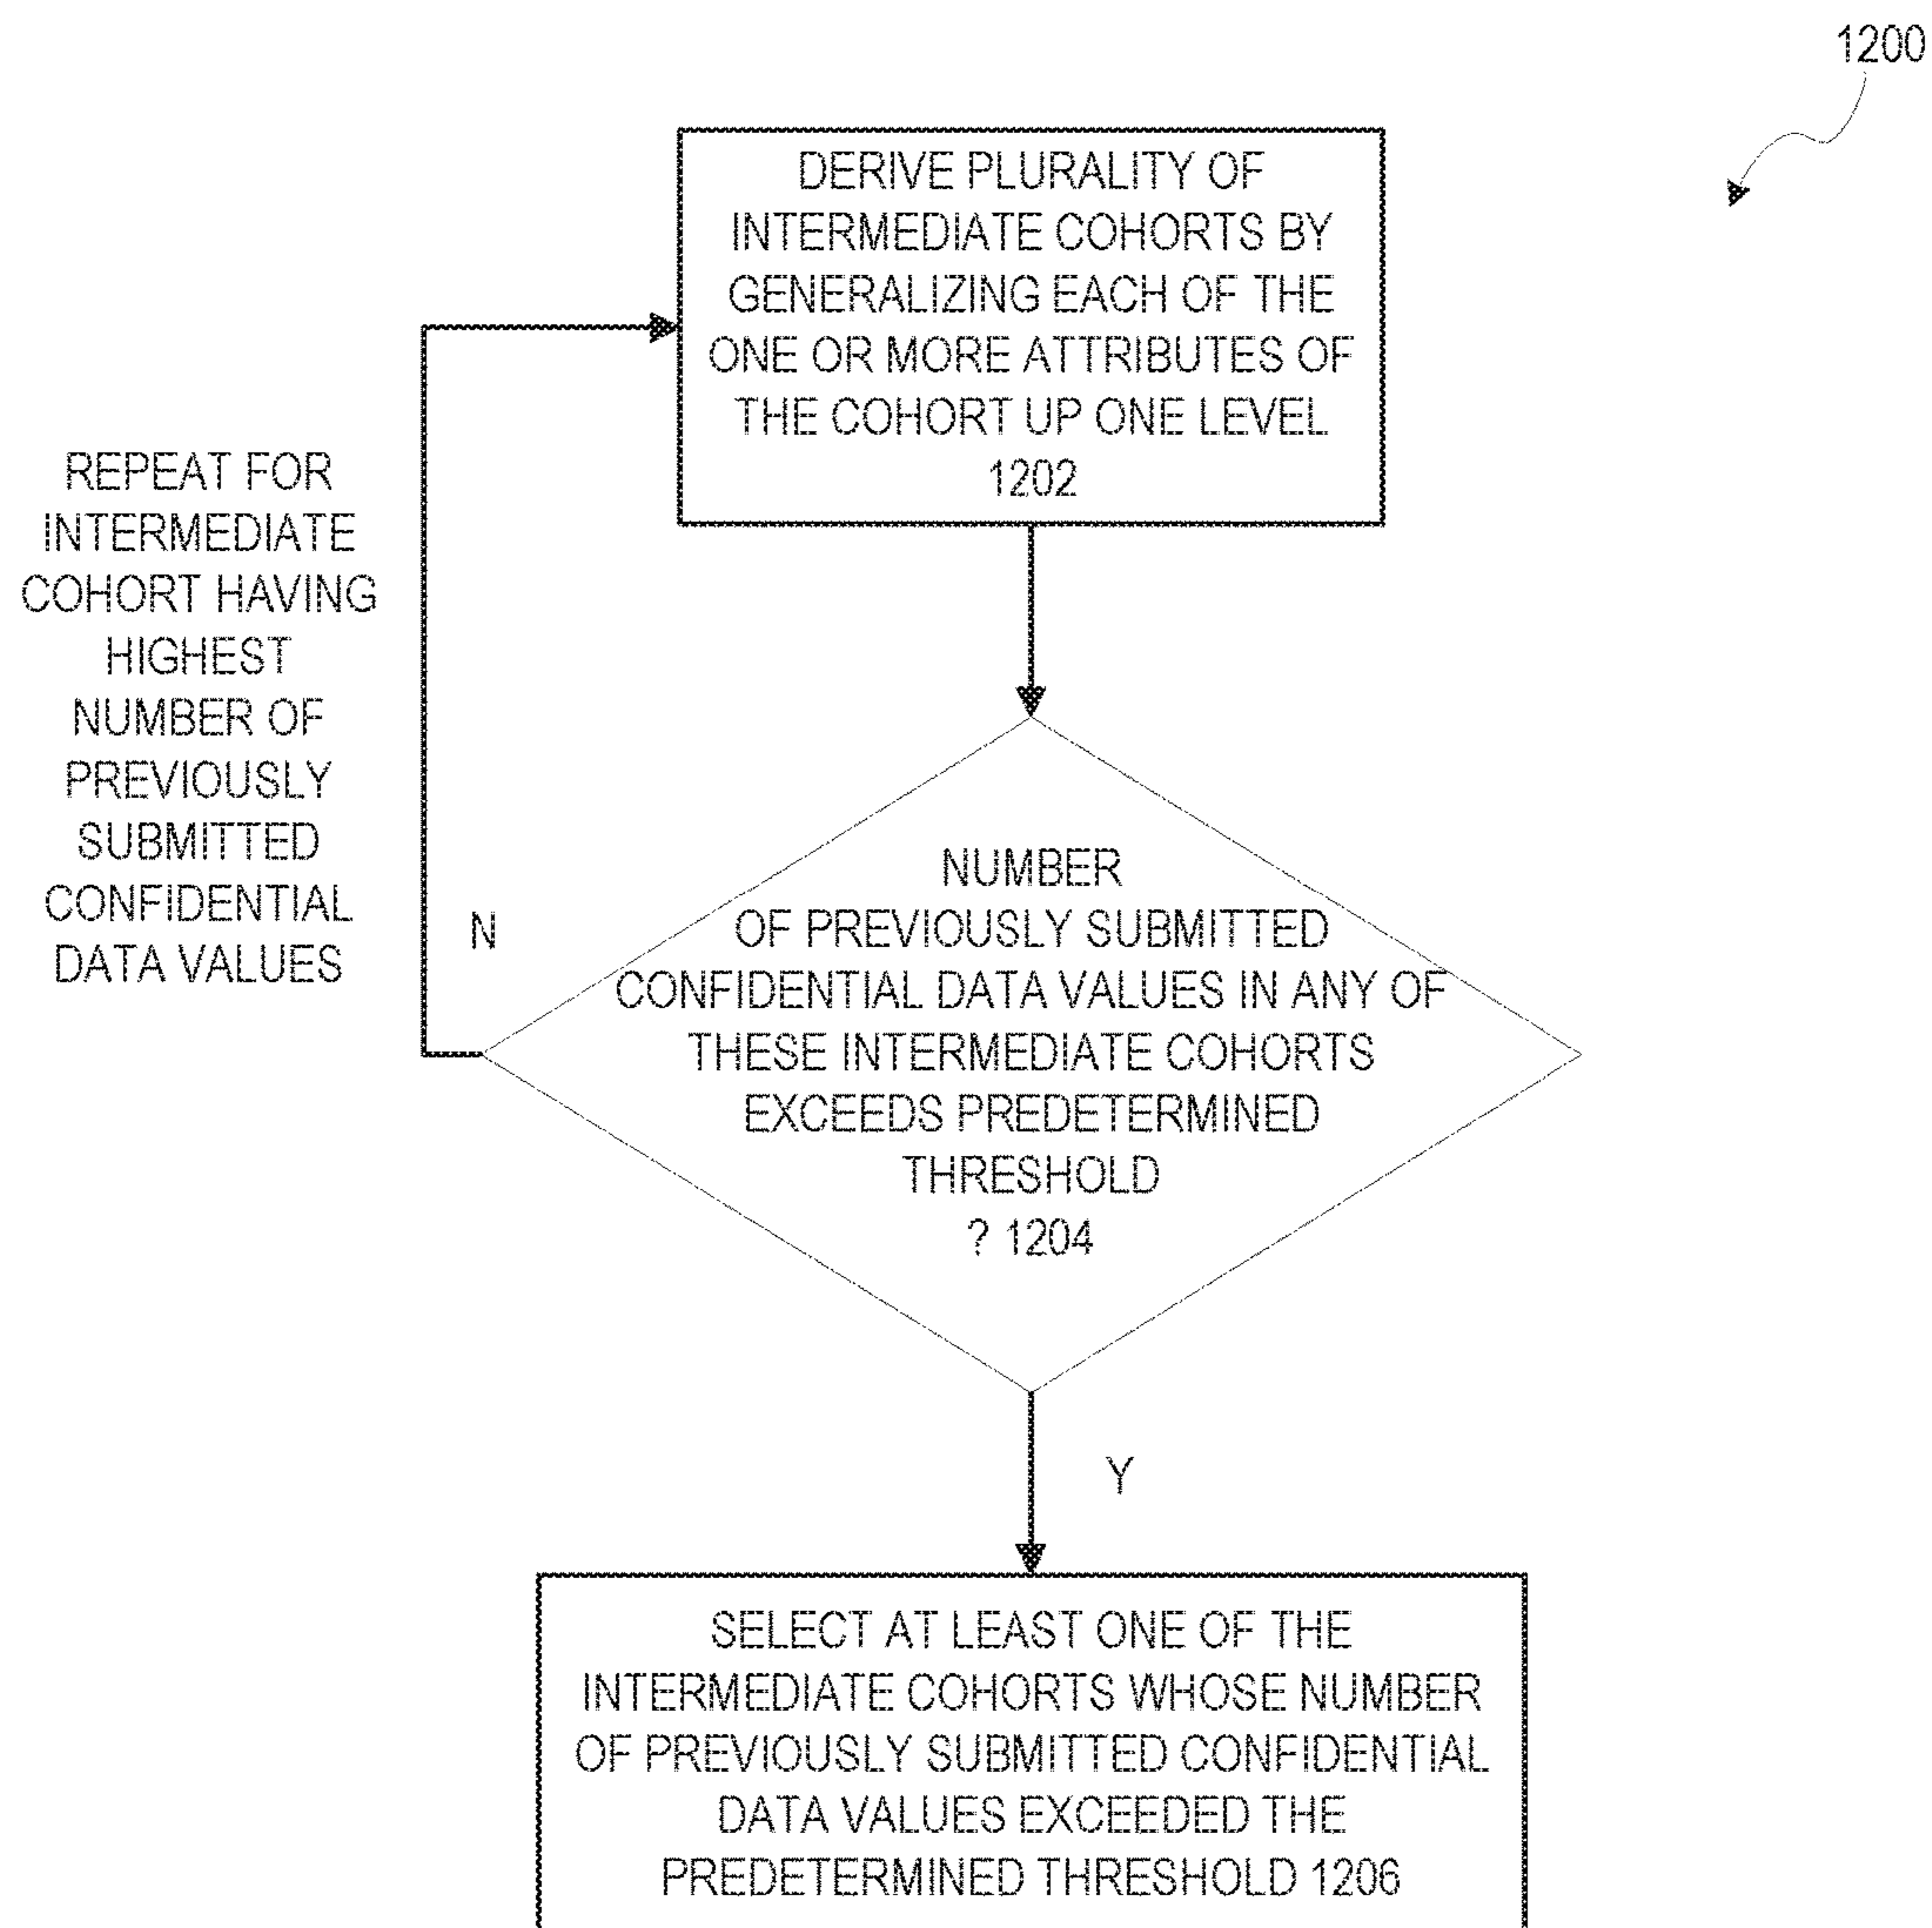 1200
DERIVE PLURALITY OF
INTERMEDIATE COHORTS BY
GENERALIZING EACH OF THE
ONE OR MORE ATTRIBUTES OF
THE COHORT UP ONE LEVEL
1202
REPEAT FOR
INTERMEDIATE
COHORT HAVING
HIGHEST
NUMBER OF
PREVIOUSLY
SUBMITTED
CONFIDENTIAL
DATA VALUES
N
NUMBER
OF PREVIOUSLY SUBMITTED
CONFIDENTIAL DATA VALUES IN ANY OF
THESE INTERMEDIATE COHORTS
EXCEEDS PREDETERMINED
THRESHOLD
? 1204
Y
SELECT AT LEAST ONE OF THE
INTERMEDIATE COHORTS WHOSE NUMBER
OF PREVIOUSLY SUBMITTED CONFIDENTIAL
DATA VALUES EXCEEDED THE
PREDETERMINED THRESHOLD 1206